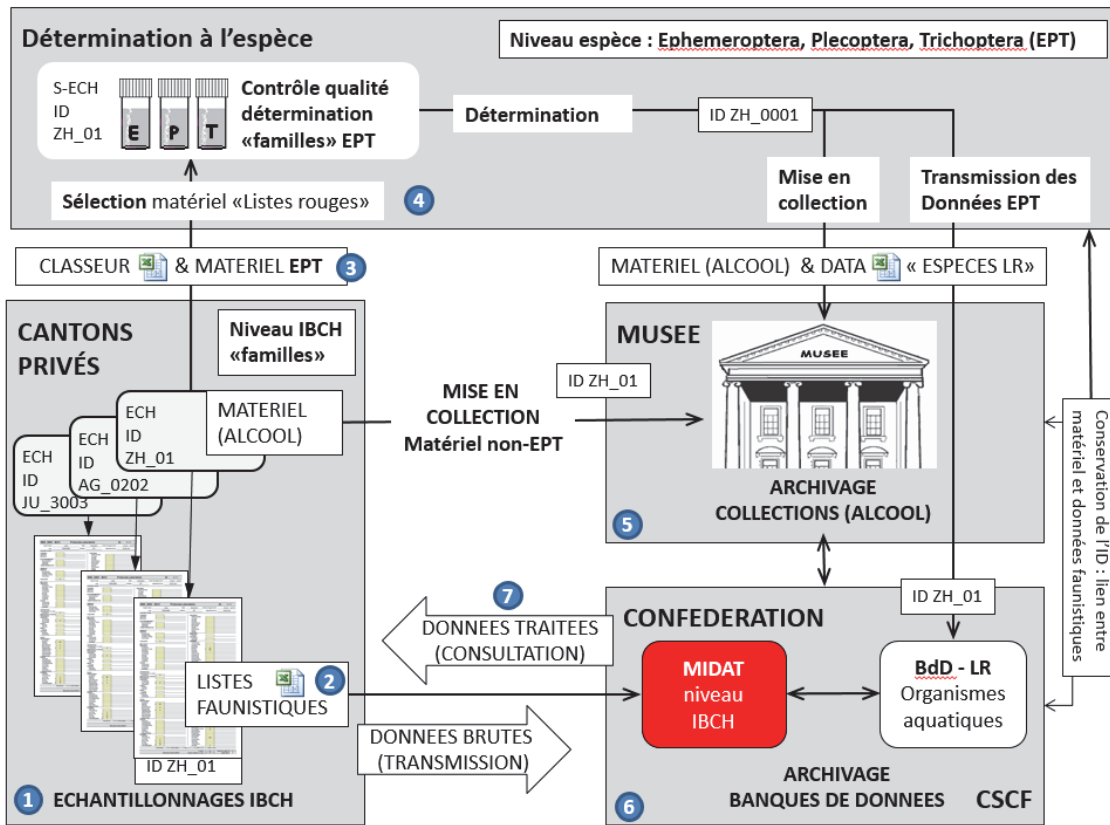 Détermination à l'espèce
Niveau espèce : Ephemeroptera, Plecoptera, Trichoptera (EPT)
S-ECH
ID
ZH_01
E P T
Contrôle qualité
détermination
«familles» EPT
Détermination
ID ZH_0001
Sélection matériel «Listes rouges»
4
Mise en
collection
Transmission des
Données EPT
CLASSEUR & MATERIEL EPT
3
MATERIEL (ALCOOL) & DATA « ESPECES LR»
CANTONS
PRIVÉS
Niveau IBCH
«familles»
ECH
ID
ZH_01
ECH
ID
AG_0202
ECH
ID
JU_3003
MATERIEL
(ALCOOL)
MISE EN
COLLECTION
Matériel non-EPT
ID ZH_01
MUSEE
MUSEE
ARCHIVAGE
COLLECTIONS (ALCOOL)
5
Conservation de l'ID : lien entre
matériel et données faunistiques
LISTES
FAUNISTIQUES
2
ID ZH_01
1
ECHANTILLONNAGES IBCH
7
DONNEES TRAITEES
(CONSULTATION)
DONNEES BRUTES
(TRANSMISSION)
ID ZH_01
CONFEDERATION
MIDAT
niveau
IBCH
BdD - LR
Organismes
aquatiques
ARCHIVAGE
BANQUES DE DONNEES
CSCF
6